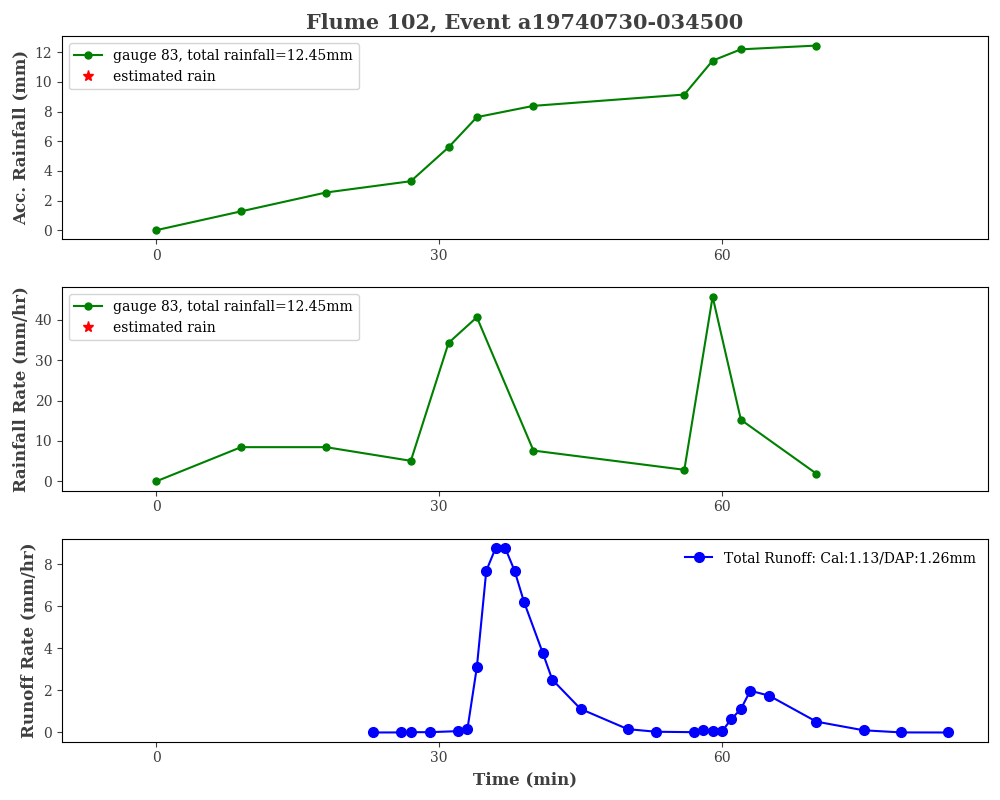 Flume 102, Event a19740730-034500
Acc. Rainfall (mm)
12
10
8
6
4
2
0
gauge 83, total rainfall=12.45mm
estimated rain
0 30 60
Rainfall Rate (mm/hr)
40
30
20
10
0
gauge 83, total rainfall=12.45mm
estimated rain
0 30 60
Runoff Rate (mm/hr)
8
6
4
2
0
Total Runoff: Cal:1.13/DAP:1.26mm
0 30 60
Time (min)